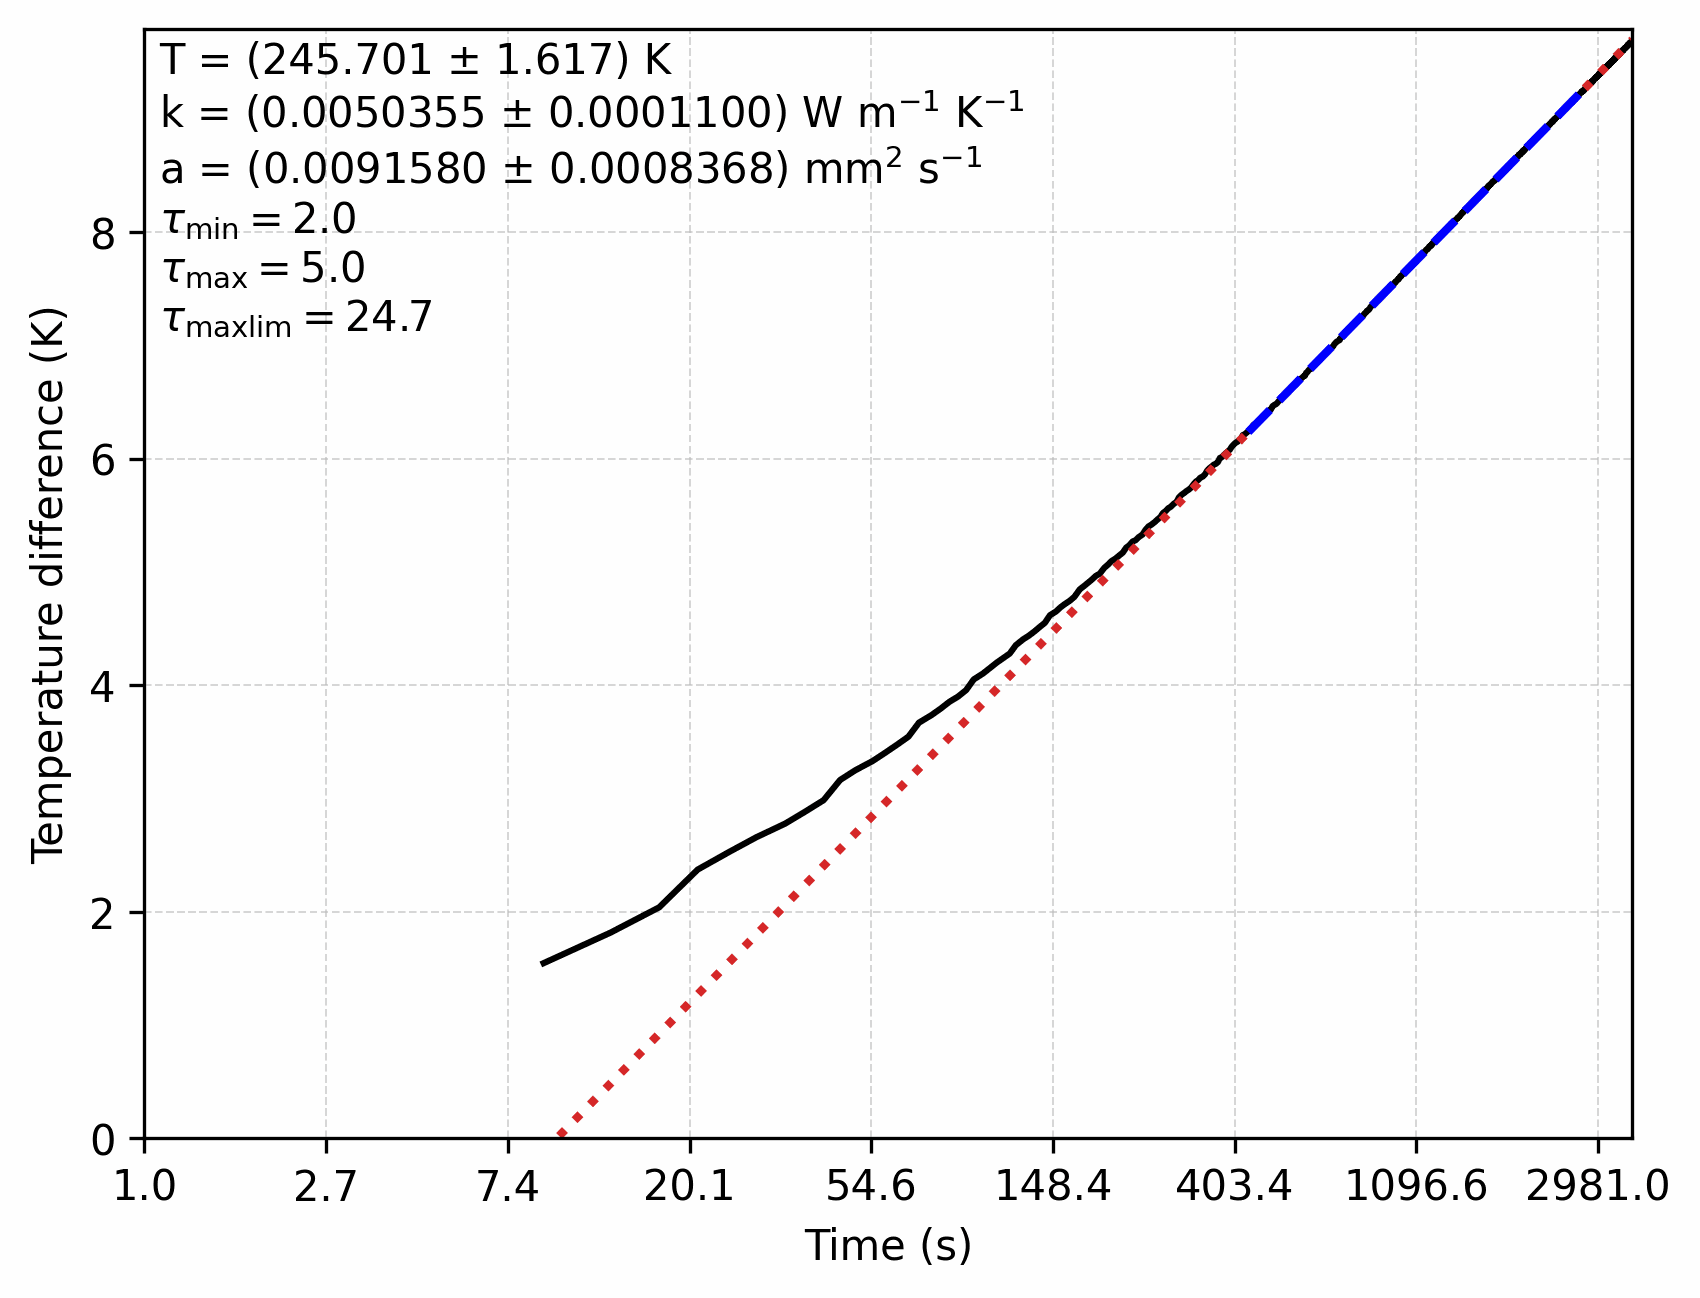 T = (245.701 ± 1.617) K
k = (0.0050355 ± 0.0001100) W m⁻¹ K⁻¹
a = (0.0091580 ± 0.0008368) mm² s⁻¹
τmin = 2.0
τmax = 5.0
τmaxlim = 24.7
Temperature difference (K)
8
6
4
2
0
1.0 2.7 7.4 20.1 54.6 148.4 403.4 1096.6 2981.0
Time (s)